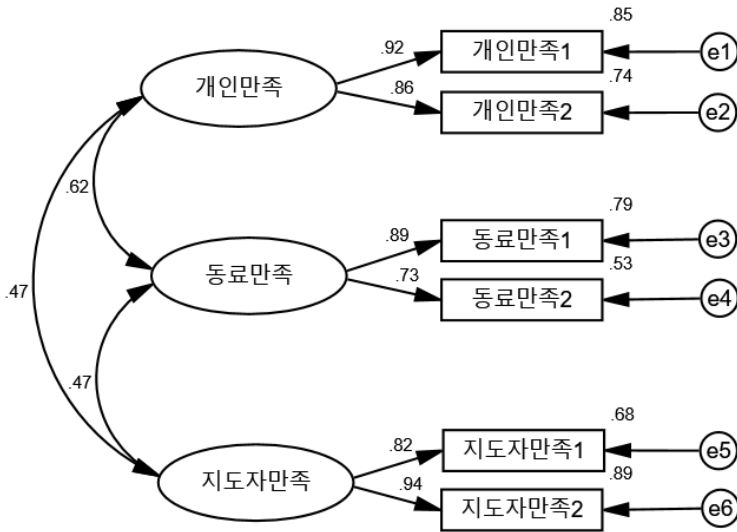 .85
.92
개인만족1
e1
개인만족
.74
.86
개인만족2
e2
.62
.79
.89
동료만족1
e3
동료만족
.53
.73
동료만족2
e4
.47
.47
.68
.82
지도자만족1
e5
지도자만족
.89
.94
지도자만족2
e6